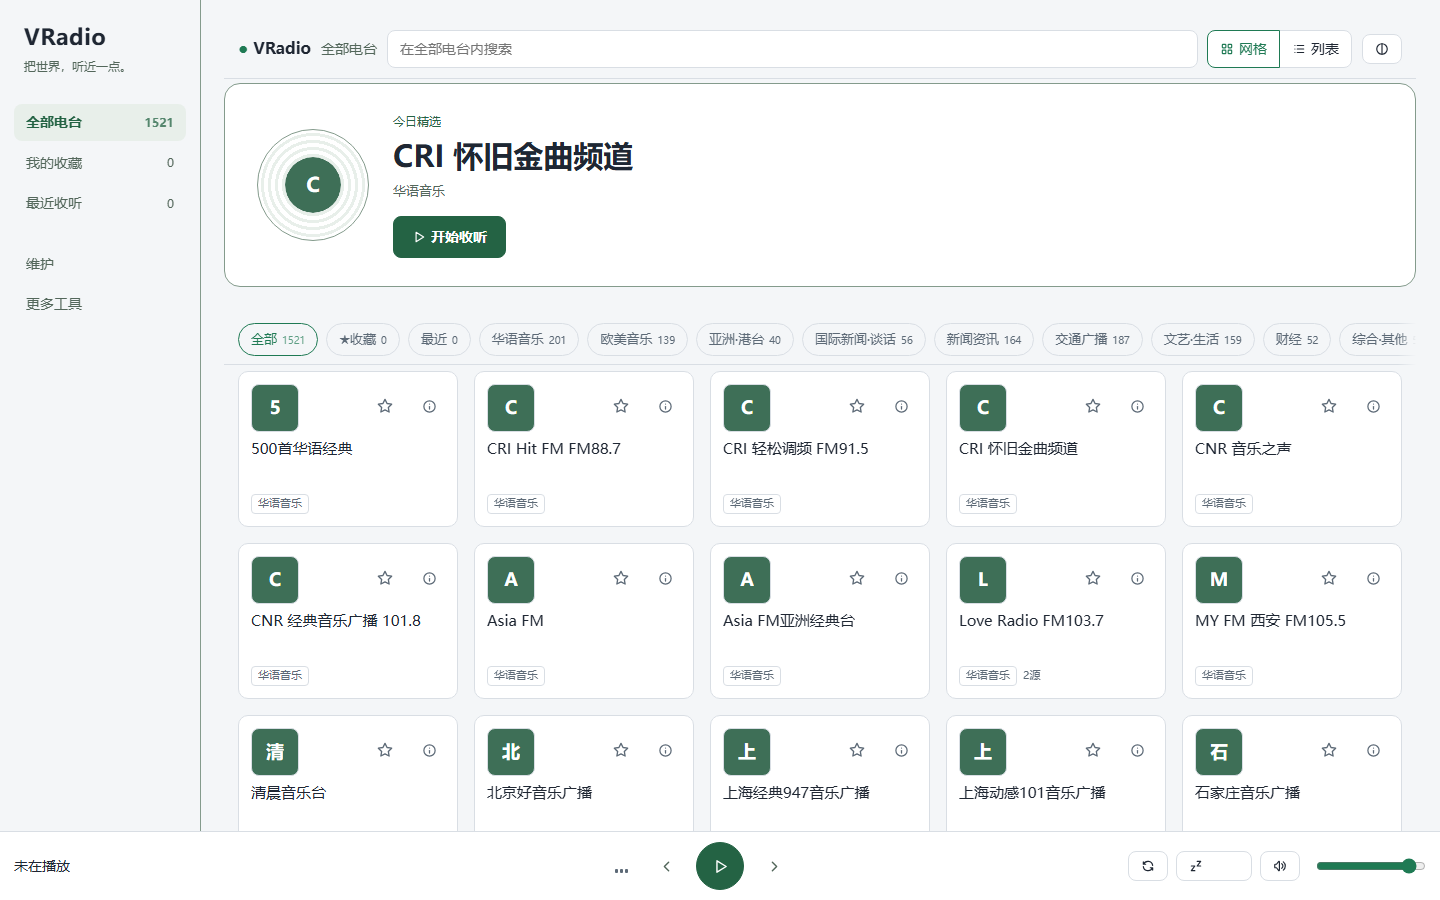 VRadio
把世界，听近一点。
全部电台 1521
我的收藏 0
最近收听 0
维护
更多工具
VRadio 全部电台 在全部电台内搜索 网格 列表
C
今日精选
CRI 怀旧金曲频道
华语音乐
开始收听
全部 1521 ★收藏 0 最近 0 华语音乐 201 欧美音乐 139 亚洲·港台 40 国际新闻·谈话 56 新闻资讯 164 交通广播 187 文艺·生活 159 财经 52 综合·其他
5 C C C C
500首华语经典 CRI Hit FM FM88.7 CRI 轻松调频 FM91.5 CRI 怀旧金曲频道 CNR 音乐之声
华语音乐 华语音乐 华语音乐 华语音乐 华语音乐
C A A L M
CNR 经典音乐广播 101.8 Asia FM Asia FM亚洲经典台 Love Radio FM103.7 MY FM 西安 FM105.5
华语音乐 华语音乐 华语音乐 华语音乐 2源 华语音乐
清 北 上 上 石
清晨音乐台 北京好音乐广播 上海经典947音乐广播 上海动感101音乐广播 石家庄音乐广播
未在播放 ... zz